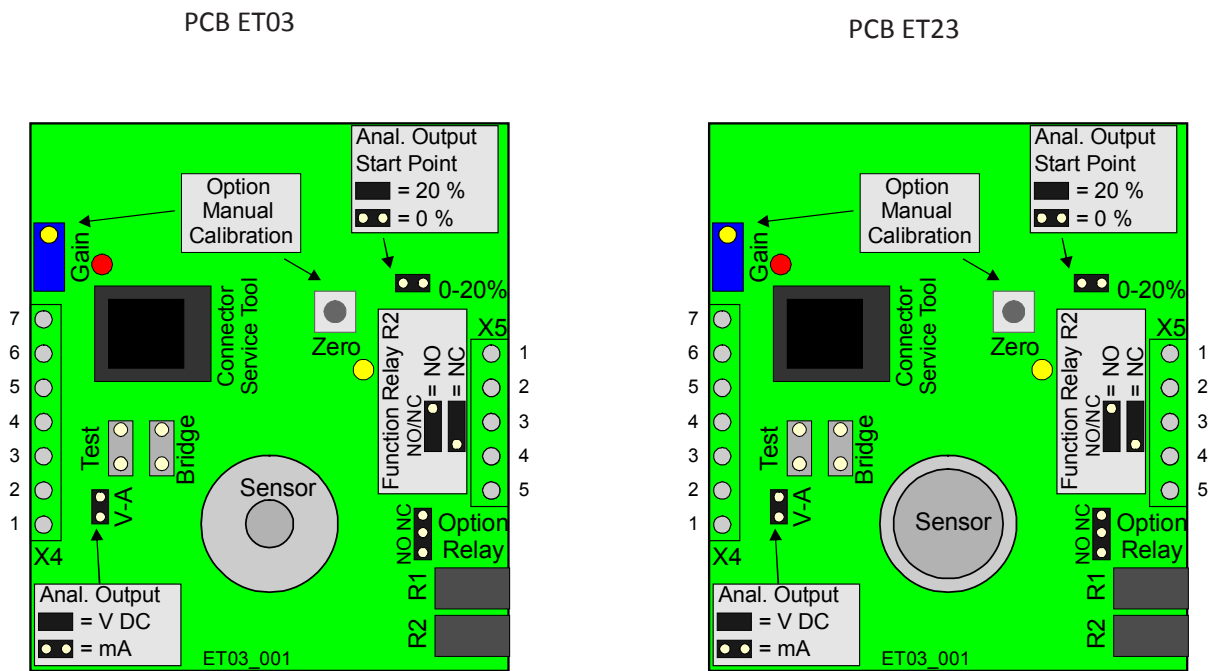 PCB ET03
Anal. Output
Start Point
= 20 %
= 0 %
Option
Manual
Calibration
Gain
0-20%
Connector
Service Tool
Zero
X5
7
6
5
4
3
2
1
1
2
3
4
5
Function Relay R2
NO/NC
= NO
= NC
Test
Bridge
V-A
Sensor
X4
NO NC
Option
Relay
R1
R2
Anal. Output
= V DC
= mA
ET03_001
PCB ET23
Anal. Output
Start Point
= 20 %
= 0 %
Option
Manual
Calibration
Gain
0-20%
Connector
Service Tool
Zero
X5
7
6
5
4
3
2
1
1
2
3
4
5
Function Relay R2
NO/NC
= NO
= NC
Test
Bridge
V-A
Sensor
X4
NO NC
Option
Relay
R1
R2
Anal. Output
= V DC
= mA